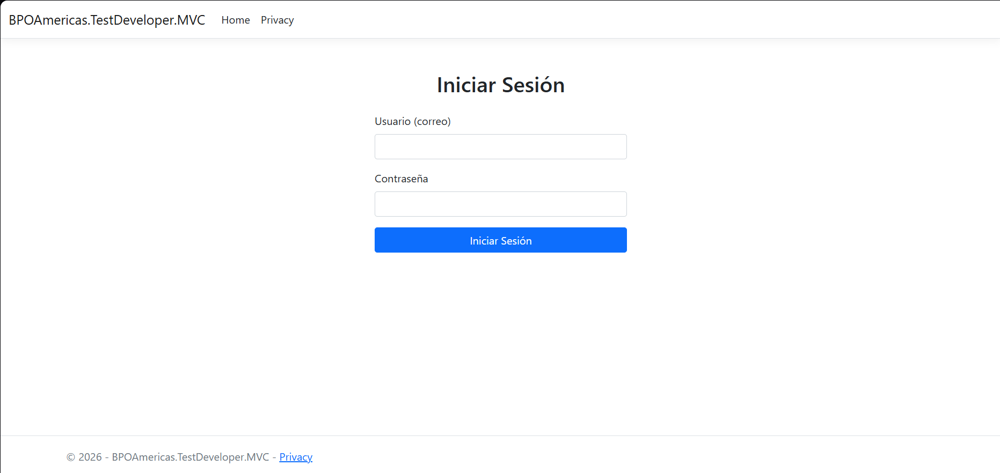 BPOAmericas.TestDeveloper.MVC Home Privacy
Iniciar Sesión
Usuario (correo)
Contraseña
Iniciar Sesión
© 2026 - BPOAmericas.TestDeveloper.MVC - Privacy